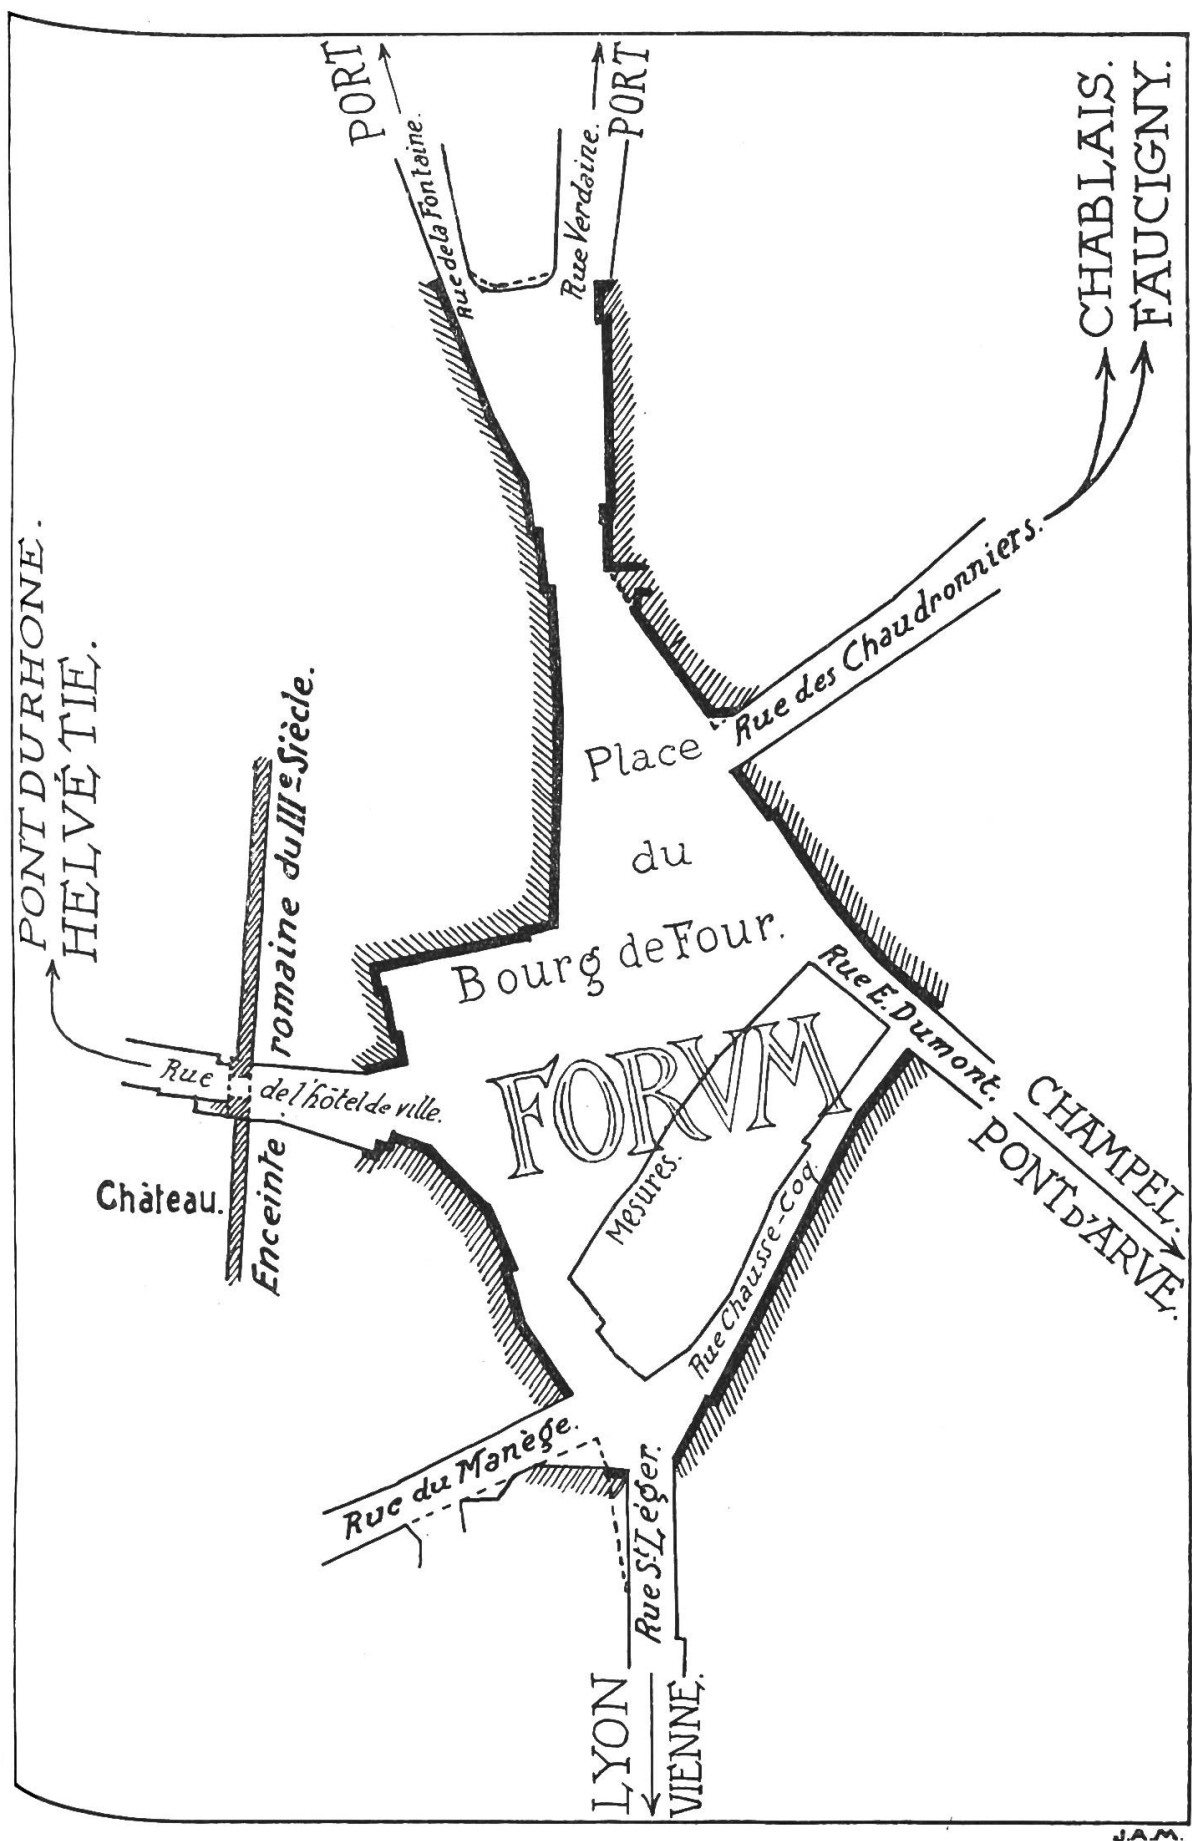 PORT
PORT
Rue de la Fontaine.
Rue Verdaine.
CHABLAIS.
FAUCIGNY.
PONT DU RHONE.
HELVÉTIE.
Rue des Chaudronniers.
Place
du
Bourg de Four.
FORVM
Enceinte romaine du IIIe Siècle.
Rue de l'hôtel de ville.
Château.
Rue E. Dumont.
CHAMPEL.
PONT D'ARVE.
Mesures.
Rue Chausse-Coq.
Rue du Manège.
Rue St. Léger.
LYON
VIENNE.
J.A.M.